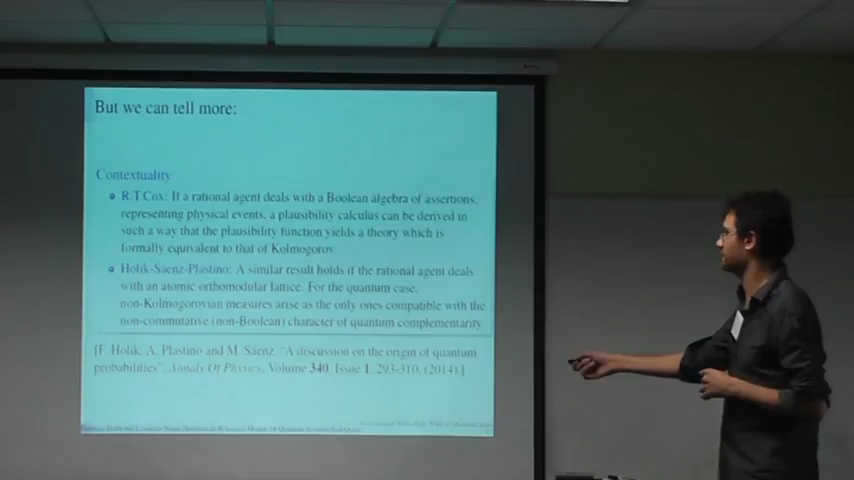 But we can tell more:
Contextuality
R.T.Cox: If a rational agent deals with a Boolean algebra of assertions,
representing physical events, a plausibility calculus can be derived in
such a way that the plausibility function yields a theory which is
formally equivalent to that of Kolmogorov.
Holik-Sáenz-Plastino: A similar result holds if the rational agent deals
with an atomic orthomodular lattice. For the quantum case,
non-Kolmogorovian measures arise as the only ones compatible with the
non-commutative (non-Boolean) character of quantum complementarity
[F. Holik, A. Plastino and M. Sáenz, "A discussion on the origin of quantum
probabilities", Annals Of Physics, Volume 340, Issue 1, 293-310, (2014).]